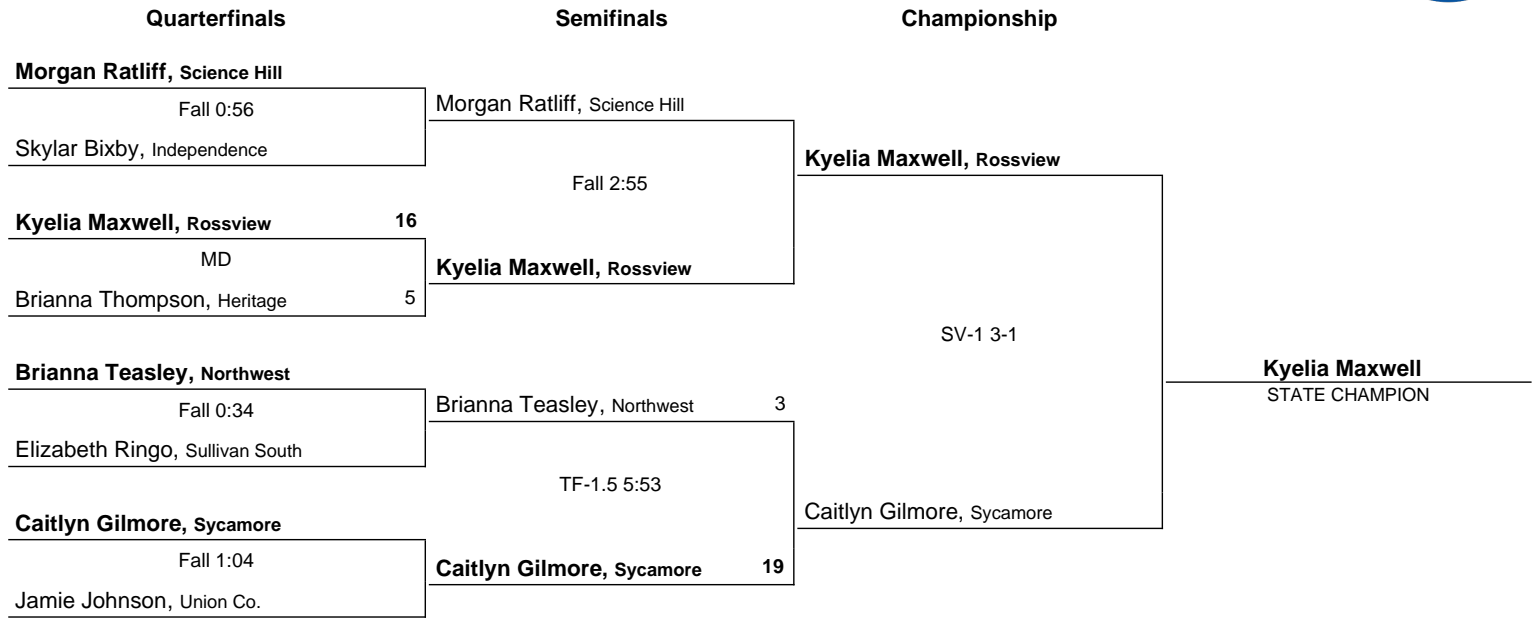 Quarterfinals Semifinals Championship
Morgan Ratliff, Science Hill
Fall 0:56
Skylar Bixby, Independence
Kyelia Maxwell, Rossview 16
MD
Brianna Thompson, Heritage 5
Brianna Teasley, Northwest
Fall 0:34
Elizabeth Ringo, Sullivan South
Caitlyn Gilmore, Sycamore
Fall 1:04
Jamie Johnson, Union Co.
Morgan Ratliff, Science Hill
Fall 2:55
Kyelia Maxwell, Rossview
Brianna Teasley, Northwest 3
TF-1.5 5:53
Caitlyn Gilmore, Sycamore 19
Kyelia Maxwell, Rossview
SV-1 3-1
Caitlyn Gilmore, Sycamore
Kyelia Maxwell
STATE CHAMPION